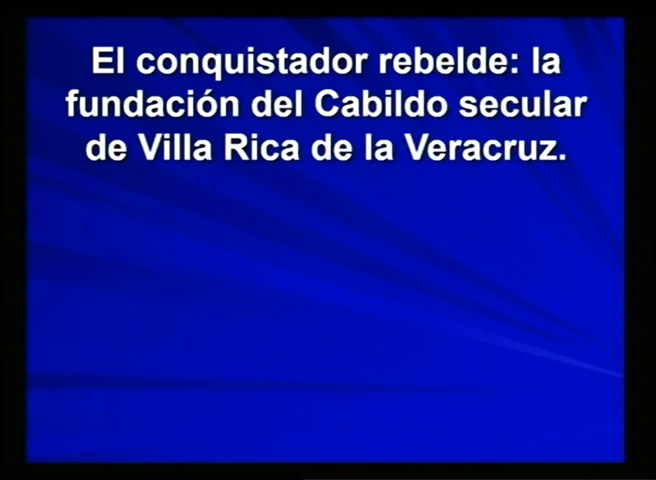 El conquistador rebelde: la
fundación del Cabildo secular
de Villa Rica de la Veracruz.